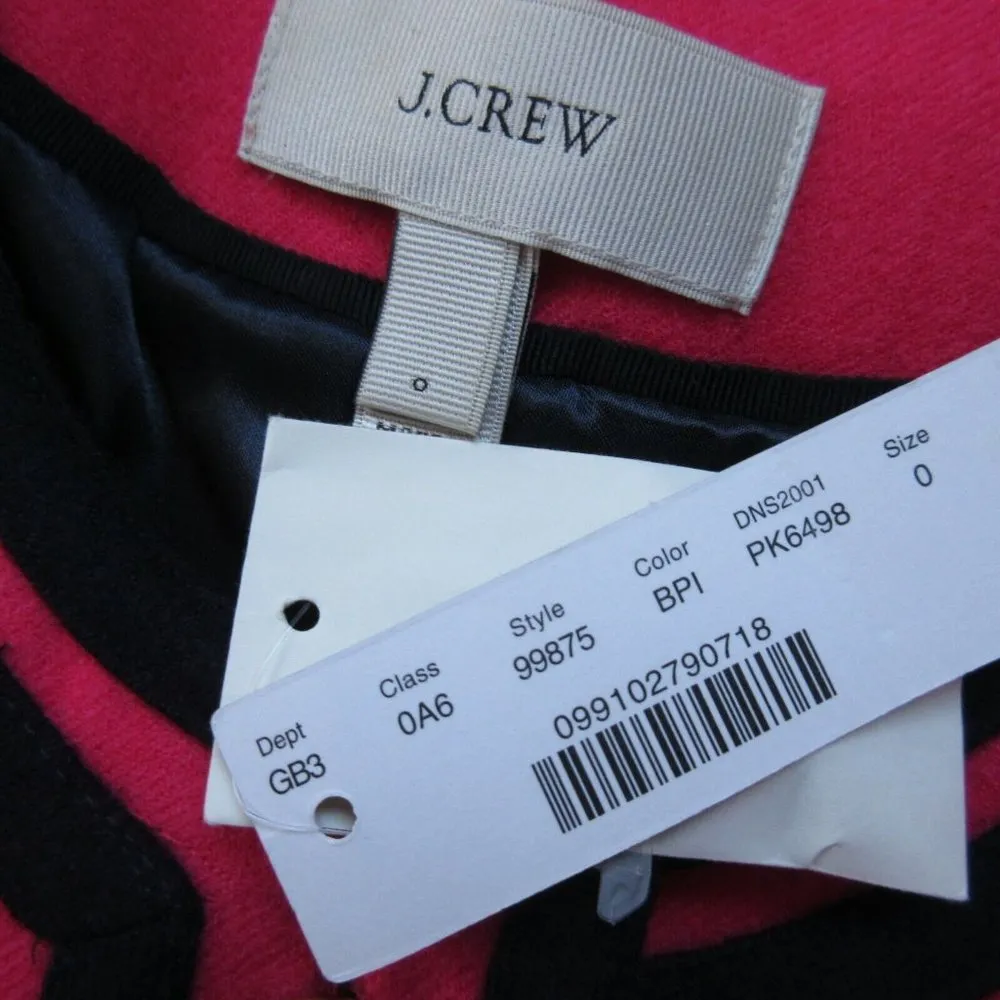 J.CREW
0
Dept Class Style Color DNS2001 Size
GB3 0A6 99875 BPI PK6498 0
099102790718